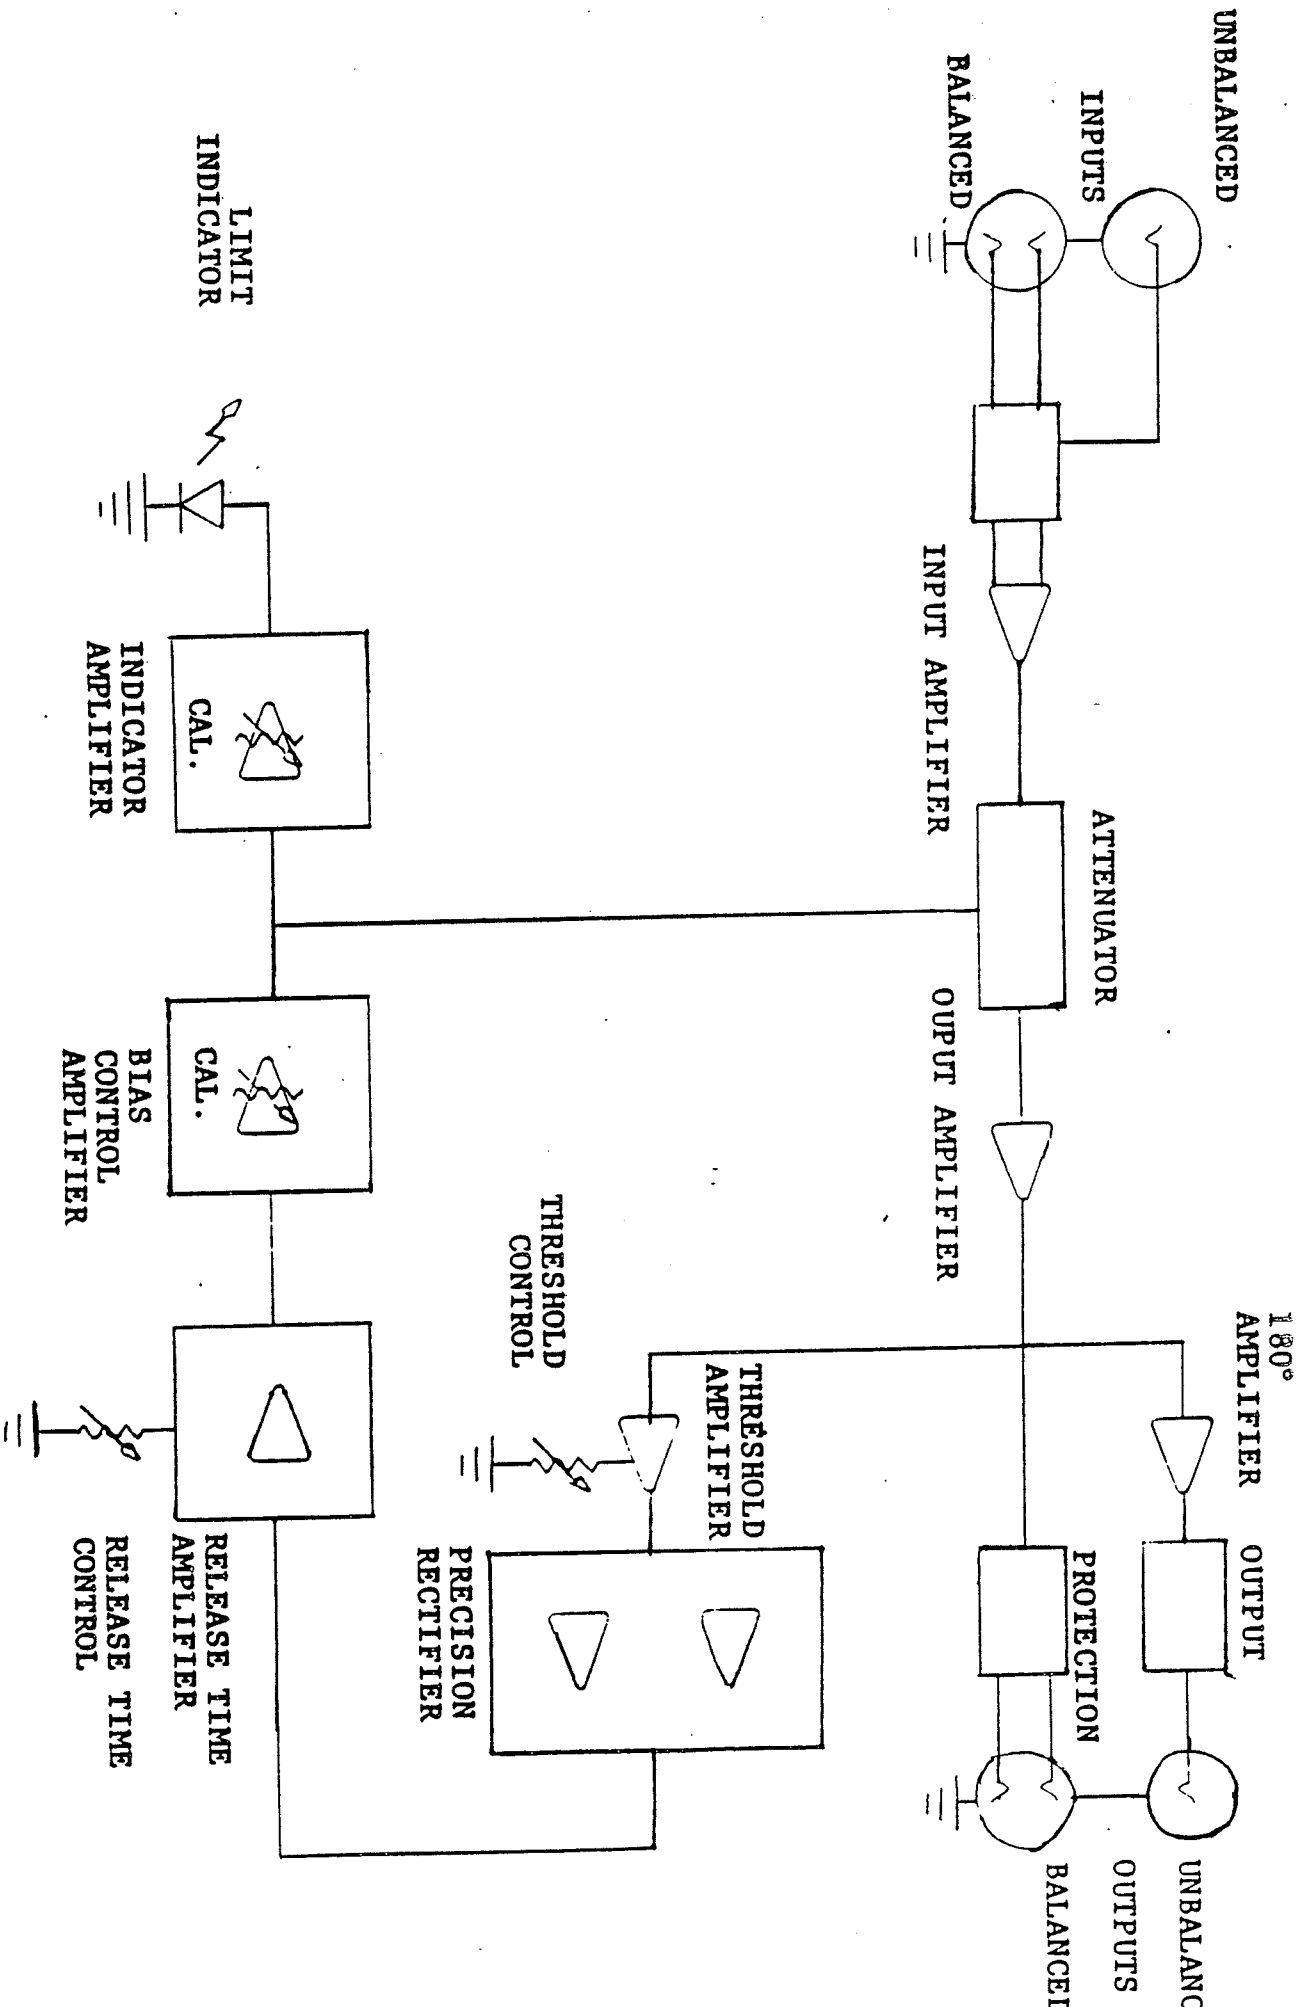 UNBALANCED
INPUTS
BALANCED
INPUT AMPLIFIER
ATTENUATOR
OUPUT AMPLIFIER
180°
AMPLIFIER
OUTPUT
PROTECTION
UNBALANC
OUTPUTS
BALANCE
THRESHOLD
AMPLIFIER
THRESHOLD
CONTROL
PRECISION
RECTIFIER
LIMIT
INDICATOR
CAL.
INDICATOR
AMPLIFIER
CAL.
BIAS
CONTROL
AMPLIFIER
RELEASE TIME
AMPLIFIER
RELEASE TIME
CONTROL